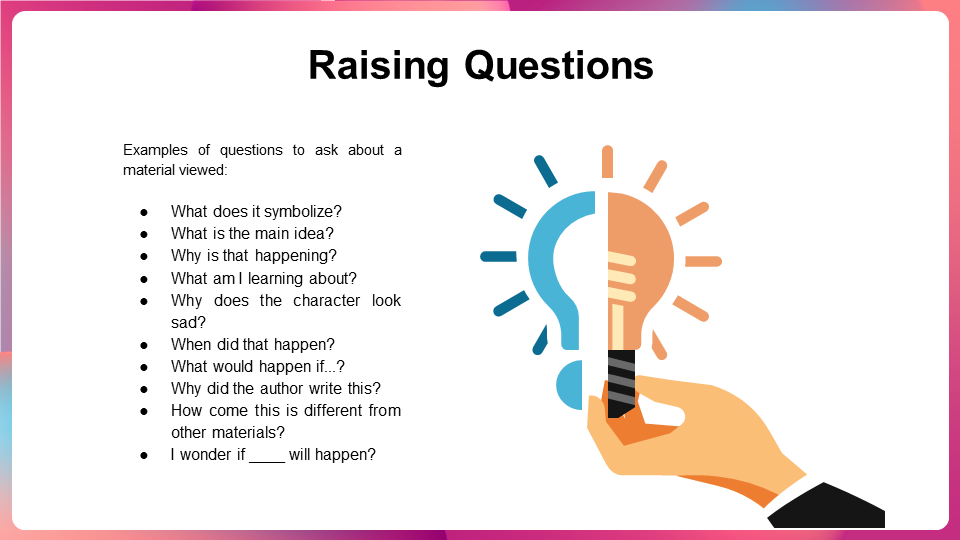 Raising Questions
Examples of questions to ask about a
material viewed:
● What does it symbolize?
● What is the main idea?
● Why is that happening?
● What am I learning about?
● Why does the character look
sad?
● When did that happen?
● What would happen if...?
● Why did the author write this?
● How come this is different from
other materials?
● I wonder if ____ will happen?